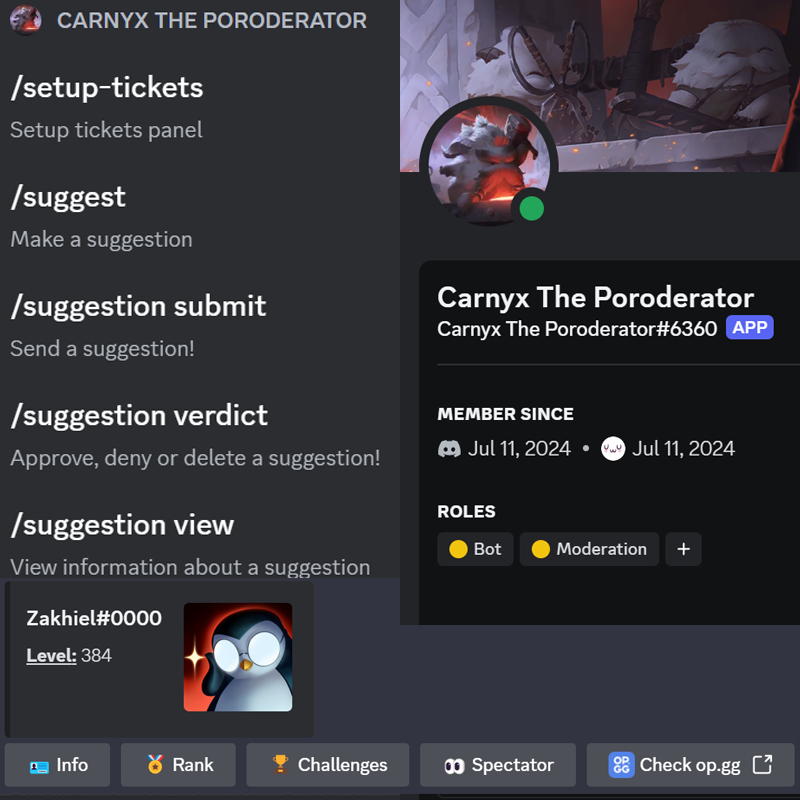 CARNYX THE PORODERATOR
/setup-tickets
Setup tickets panel
/suggest
Make a suggestion
/suggestion submit
Send a suggestion!
/suggestion verdict
Approve, deny or delete a suggestion!
/suggestion view
View information about a suggestion
Carnyx The Poroderator
Carnyx The Poroderator#6360 APP
MEMBER SINCE
Jul 11, 2024 • Jul 11, 2024
ROLES
Bot Moderation +
Zakhiel#0000
Level: 384
Info Rank Challenges Spectator OP.GG Check op.gg